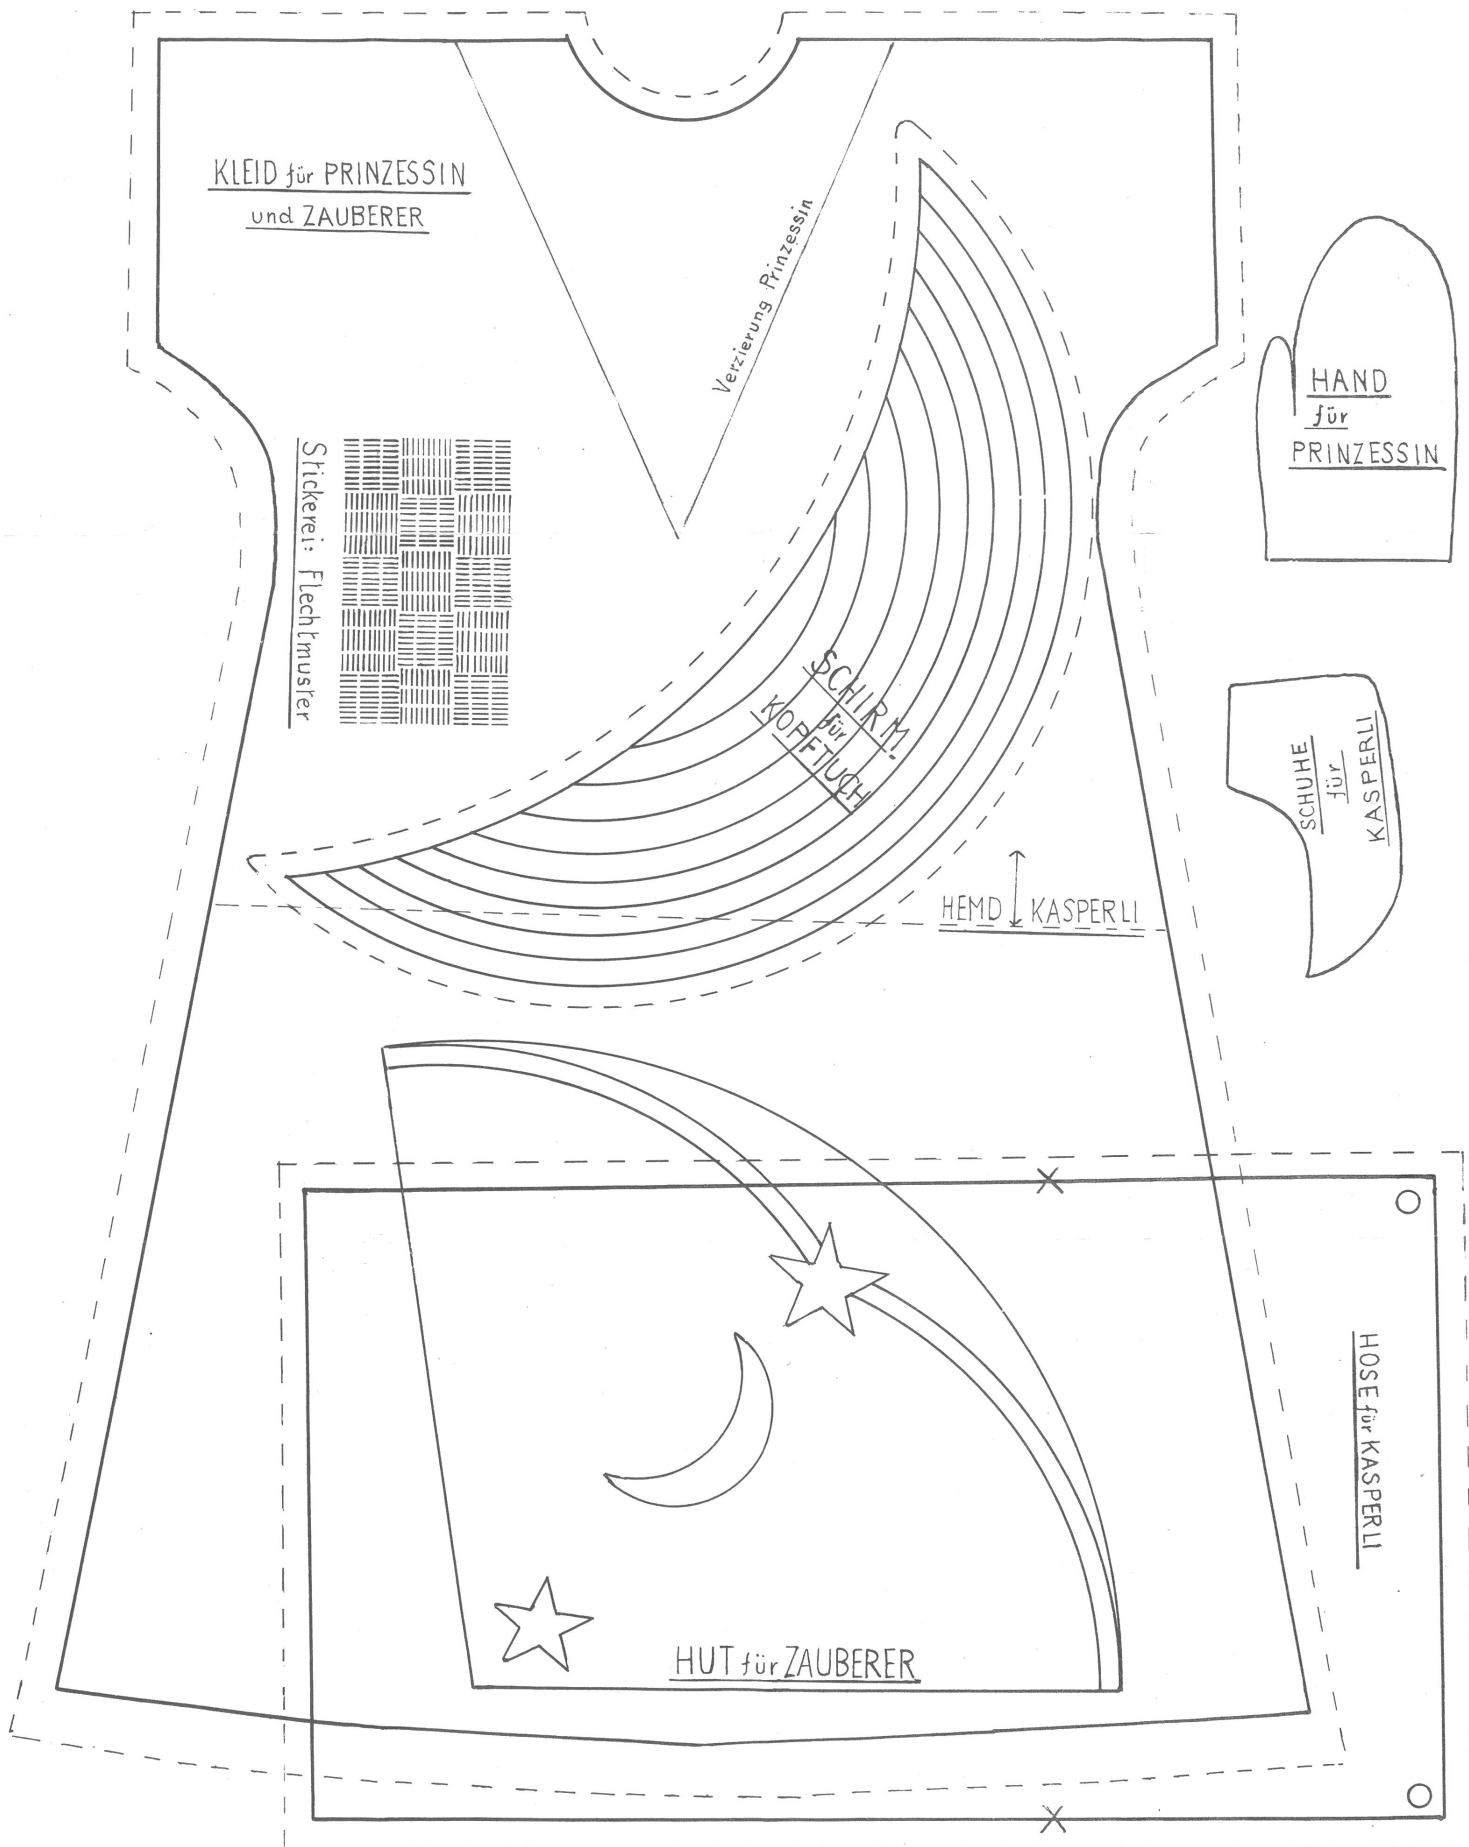 KLEID für PRINZESSIN
und ZAUBERER
Verzierung Prinzessin
HAND
für
PRINZESSIN
Stickerei: Flechtmuster
SCHIRM
für
KOPFTUCH
SCHUHE
für
KASPERLI
HEMD KASPERLI
HOSE für KASPERLI
HUT für ZAUBERER